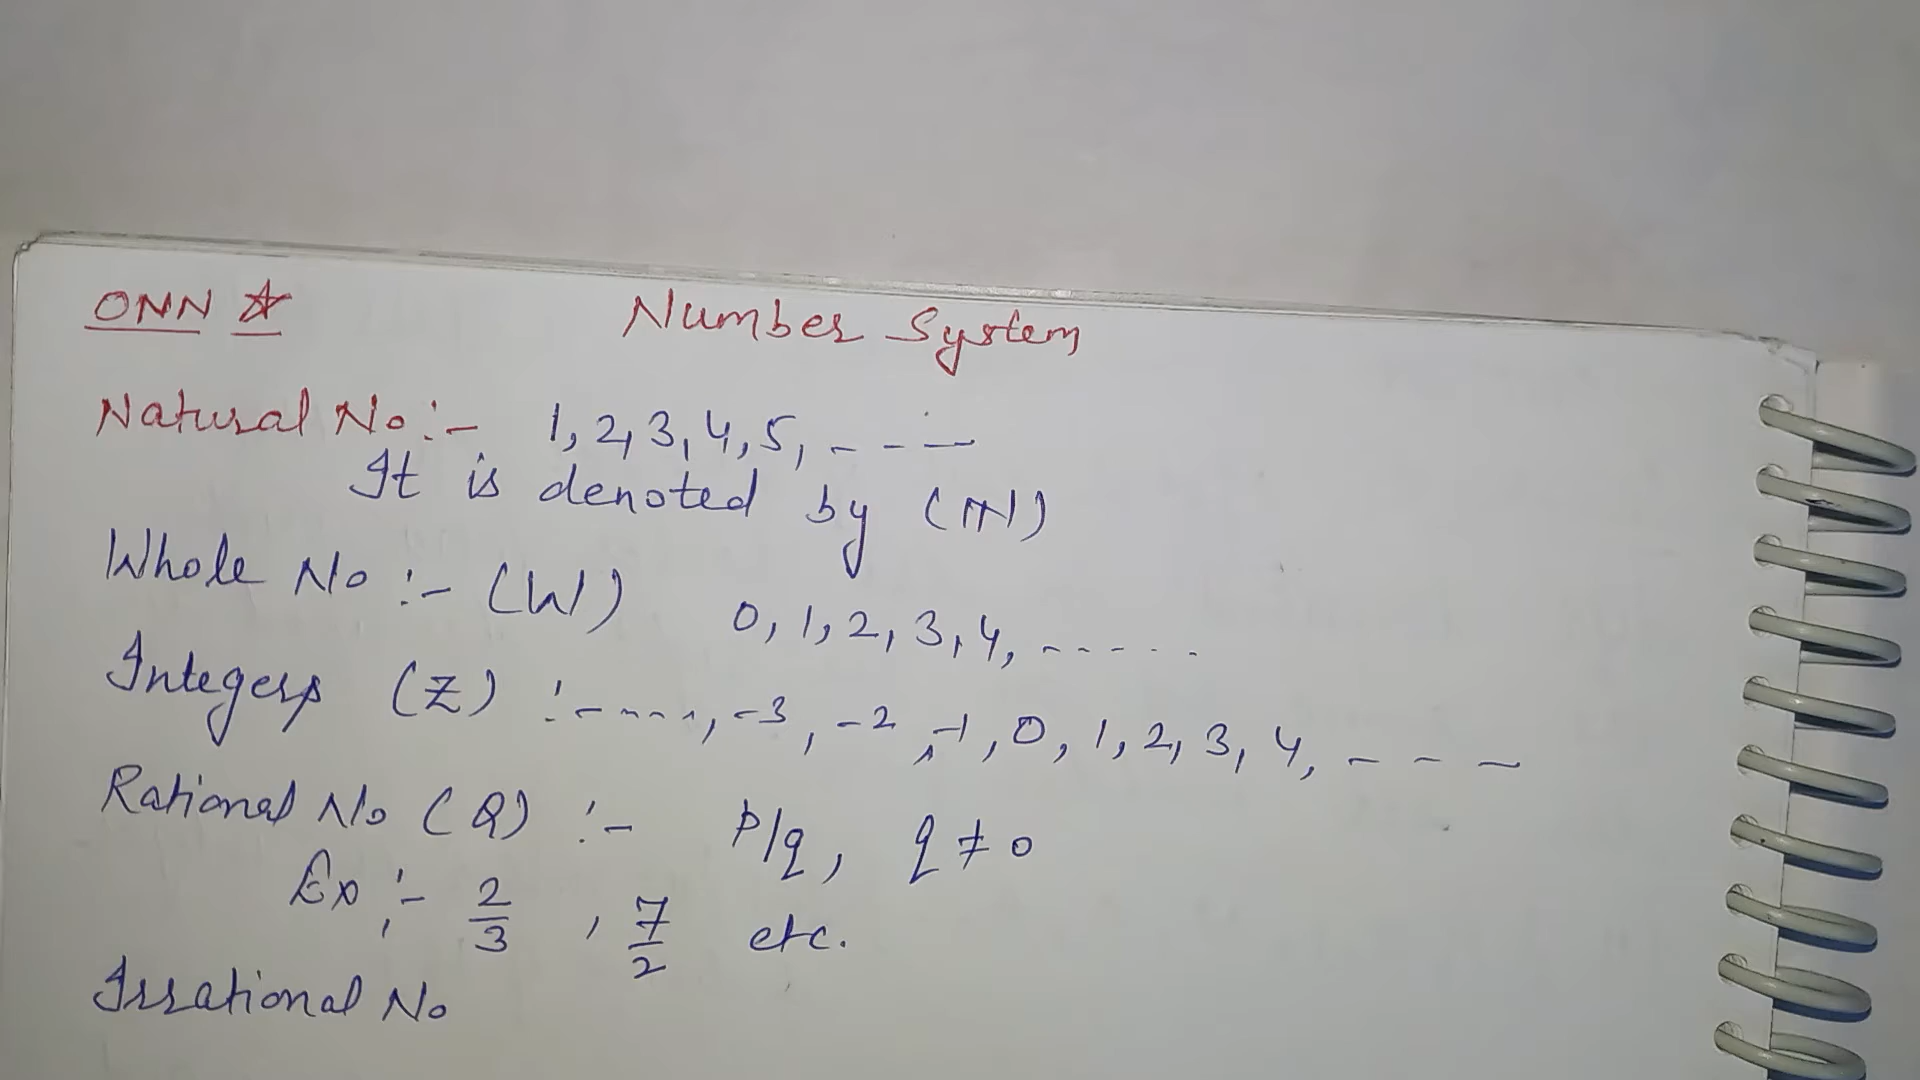 ONN ☆ Number System
Natural No :- 1, 2, 3, 4, 5, - - -
It is denoted by (ℕ)
Whole No :- (W) 0, 1, 2, 3, 4, - - - - -
Integers (Z) :- - - - -, -3, -2, -1, 0, 1, 2, 3, 4, - - -
Rational No (Q) :- p/q, q ≠ 0
Ex :- 2/3, 7/2 etc.
Irrational No